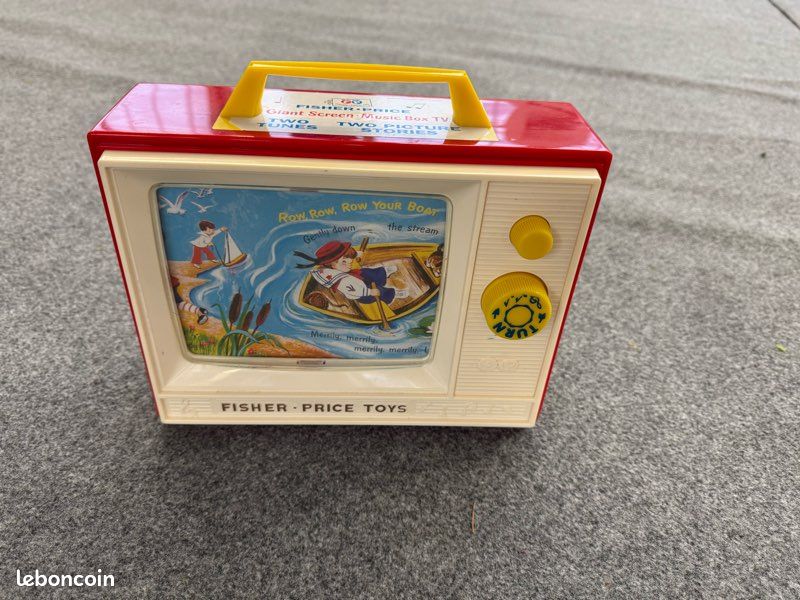 FISHER-PRICE
Giant Screen - Music Box TV
TWO TUNES TWO PICTURE STORIES
ROW, ROW, ROW YOUR BOAT
Gently down the stream
Merrily, merrily,
merrily, merrily,
TURN
FISHER-PRICE TOYS
leboncoin